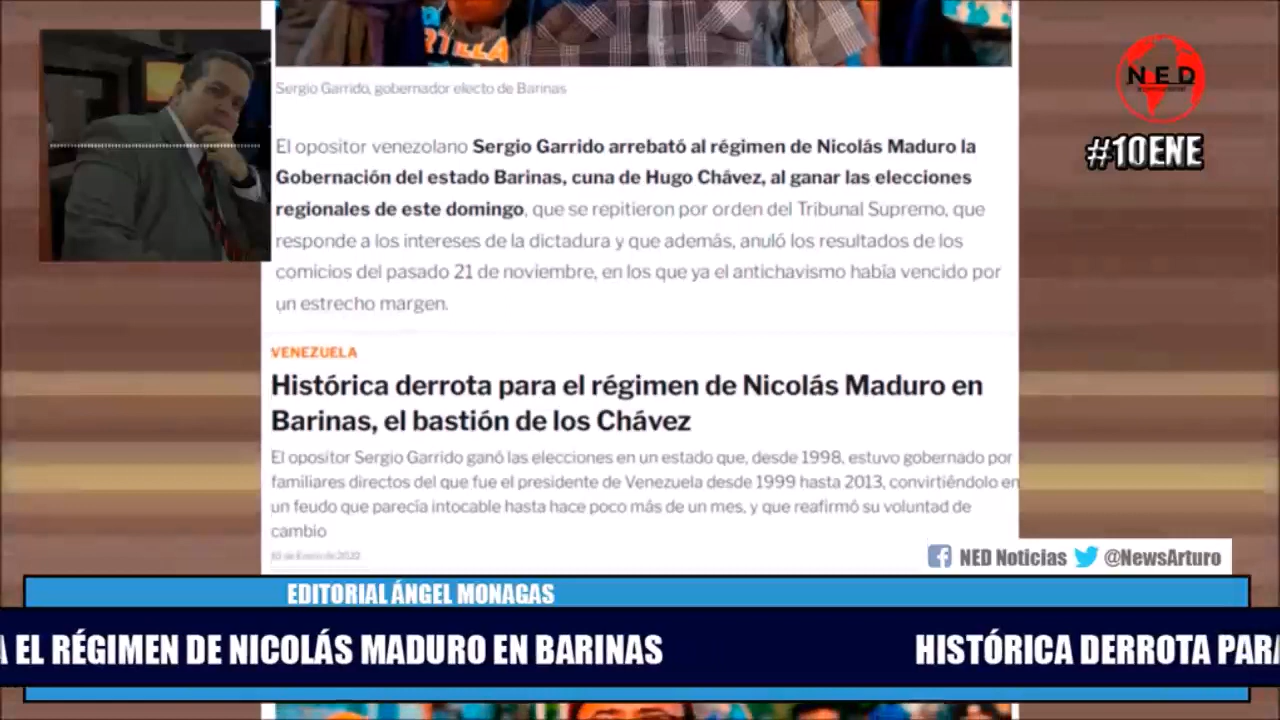 RTILLA
Sergio Garrido, gobernador electo de Barinas
NED
#10ENE
El opositor venezolano Sergio Garrido arrebató al régimen de Nicolás Maduro la
Gobernación del estado Barinas, cuna de Hugo Chávez, al ganar las elecciones
regionales de este domingo, que se repitieron por orden del Tribunal Supremo, que
responde a los intereses de la dictadura y que además, anuló los resultados de los
comicios del pasado 21 de noviembre, en los que ya el antichavismo había vencido por
un estrecho margen.
VENEZUELA
Histórica derrota para el régimen de Nicolás Maduro en
Barinas, el bastión de los Chávez
El opositor Sergio Garrido ganó las elecciones en un estado que, desde 1998, estuvo gobernado por
familiares directos del que fue el presidente de Venezuela desde 1999 hasta 2013, convirtiéndolo en
un feudo que parecía intocable hasta hace poco más de un mes, y que reafirmó su voluntad de
cambio
10 de Enero de 2022
NED Noticias @NewsArturo
EDITORIAL ÁNGEL MONAGAS
A EL RÉGIMEN DE NICOLÁS MADURO EN BARINAS HISTÓRICA DERROTA PARA